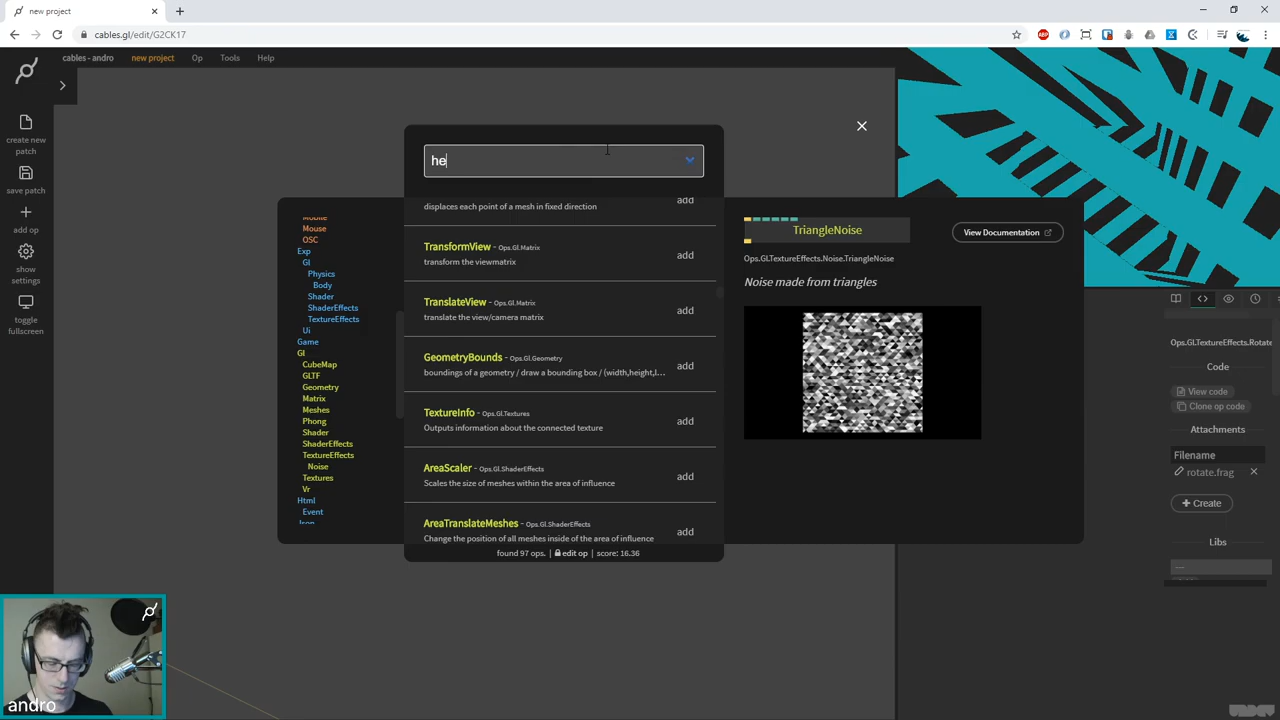 new project
cables.gl/edit/G2CK17
cables - andro
new project
Op
Tools
Help
create new
patch
save patch
add op
show
settings
toggle
fullscreen
he
Mobile
Mouse
OSC
Exp
Gl
Physics
Body
Shader
ShaderEffects
TextureEffects
Ui
Game
Gl
CubeMap
GLTF
Geometry
Matrix
Meshes
Phong
Shader
ShaderEffects
TextureEffects
Noise
Textures
Vr
Html
Event
displaces each point of a mesh in fixed direction
add
TransformView - Ops.Gl.Matrix
transform the viewmatrix
add
TranslateView - Ops.Gl.Matrix
translate the view/camera matrix
add
GeometryBounds - Ops.Gl.Geometry
boundings of a geometry / draw a bounding box / (width,height,l...
add
TextureInfo - Ops.Gl.Textures
Outputs information about the connected texture
add
AreaScaler - Ops.Gl.ShaderEffects
Scales the size of meshes within the area of influence
add
AreaTranslateMeshes - Ops.Gl.ShaderEffects
Change the position of all meshes inside of the area of influence
add
found 97 ops. | edit op | score: 16.36
TriangleNoise
View Documentation
Ops.Gl.TextureEffects.Noise.TriangleNoise
Noise made from triangles
Ops.Gl.TextureEffects.Rotate
Code
View code
Clone op code
Attachments
Filename
rotate.frag
+ Create
Libs
---
andro